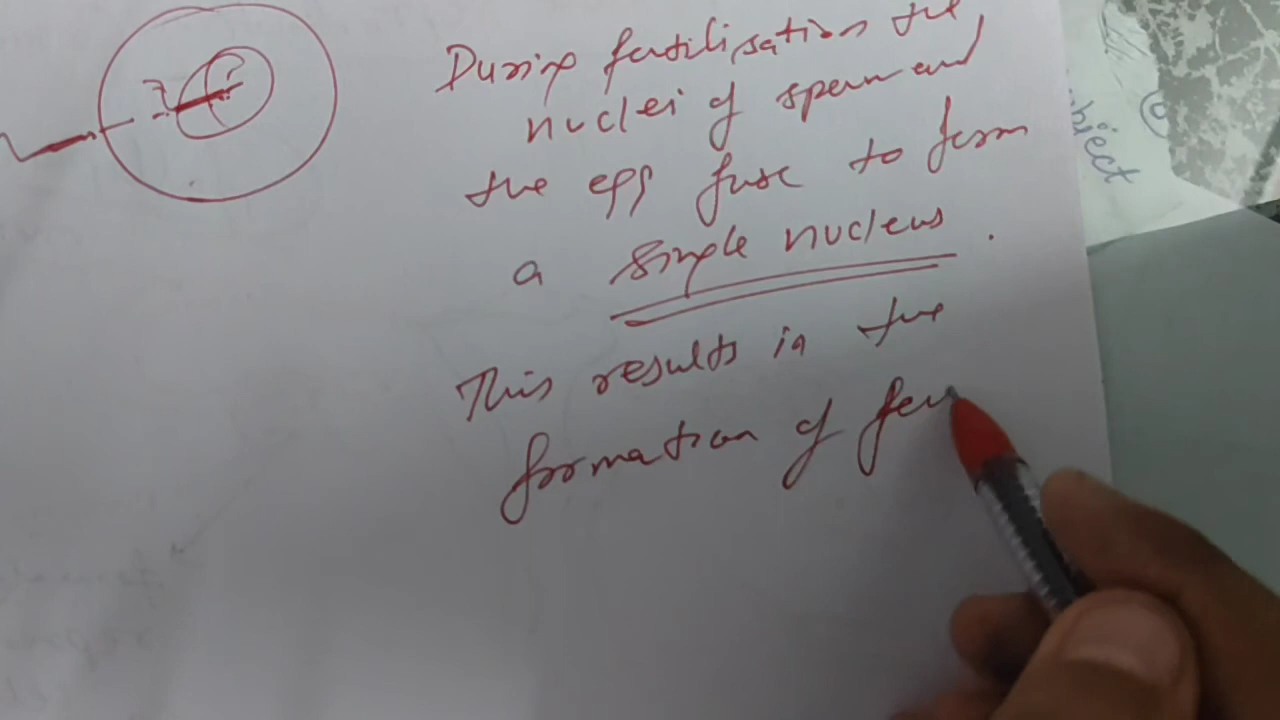 During fertilisation the
nuclei of sperm and
the egg fuse to form
a single nucleus.
This results in the
formation of fer
bject